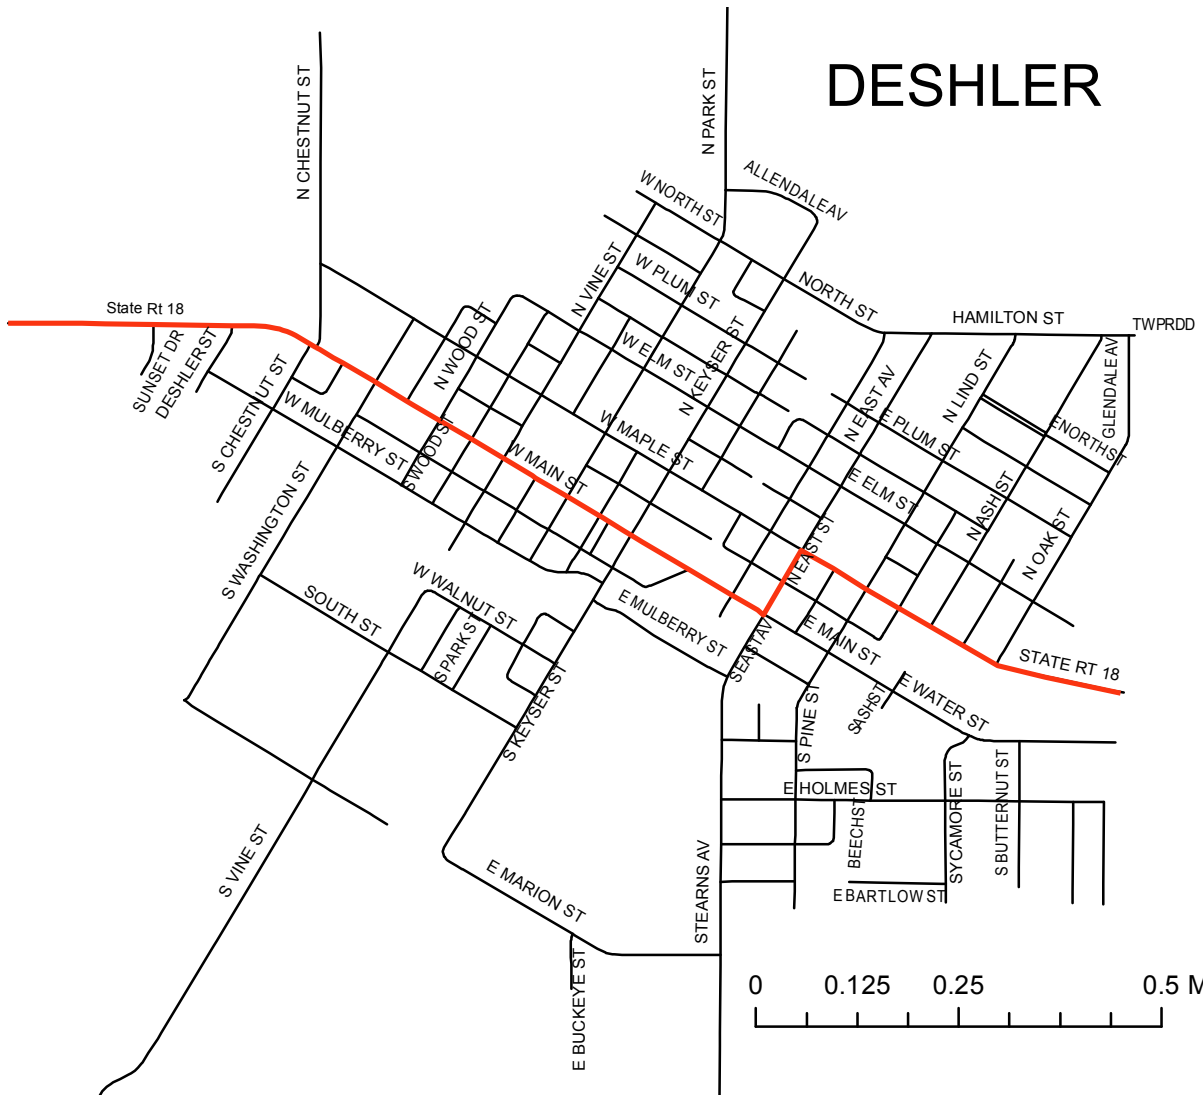 DESHLER
N CHESTNUT ST
N PARK ST
ALLENDALE AV
W NORTH ST
N VINE ST
W PLUM ST
NORTH ST
State Rt 18
HAMILTON ST
TWPRDD
SUNSET DR
DESHLER ST
S CHESTNUT ST
N WOOD ST
W ELM ST
N KEYSER ST
N EAST AV
N LIND ST
GLENDALE AV
W MULBERRY ST
S WOOD ST
W MAIN ST
W MAPLE ST
E PLUM ST
E NORTH ST
E ELM ST
N ASH ST
N OAK ST
S WASHINGTON ST
SOUTH ST
W WALNUT ST
S PARK ST
E MULBERRY ST
N EAST ST
S EAST AV
E MAIN ST
STATE RT 18
S KEYSER ST
S PINE ST
S ASH ST
E WATER ST
E HOLMES ST
BEECH ST
SYCAMORE ST
S BUTTERNUT ST
S VINE ST
E MARION ST
STEARNS AV
E BARTLOW ST
E BUCKEYE ST
0 0.125 0.25 0.5 M